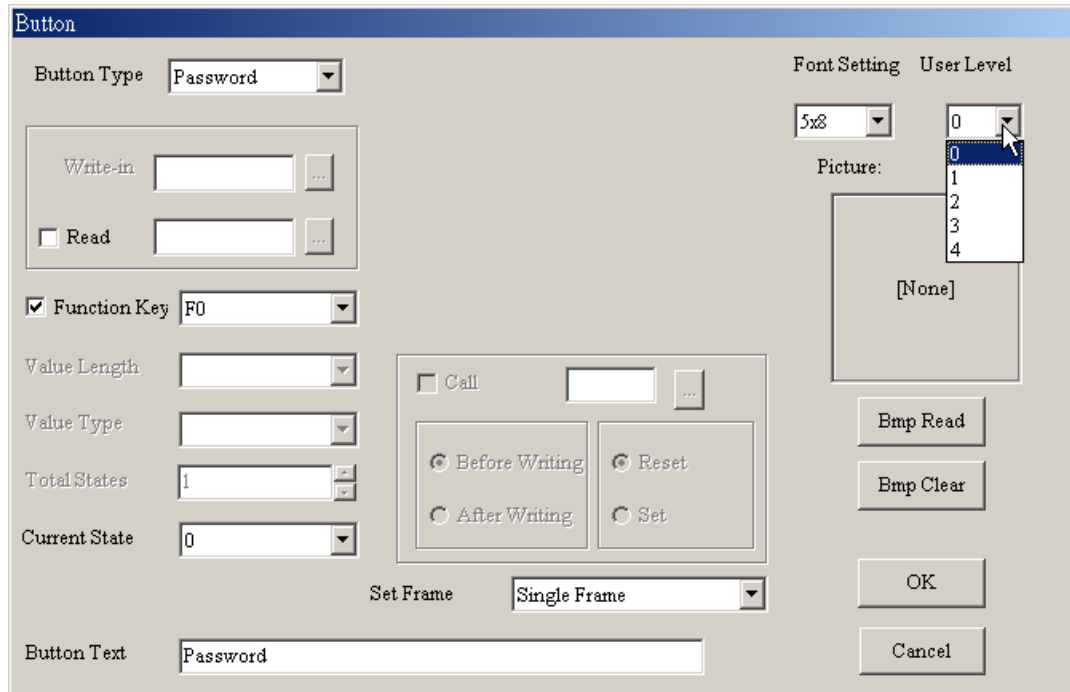 Button
Button Type Password
Font Setting User Level
5x8 0
0
1
2
3
4
Write-in ...
Read ...
Picture:
[None]
Function Key F0
Value Length
Value Type
Total States 1
Current State 0
Call ...
Before Writing Reset
After Writing Set
Bmp Read
Bmp Clear
Set Frame Single Frame
OK
Button Text Password
Cancel